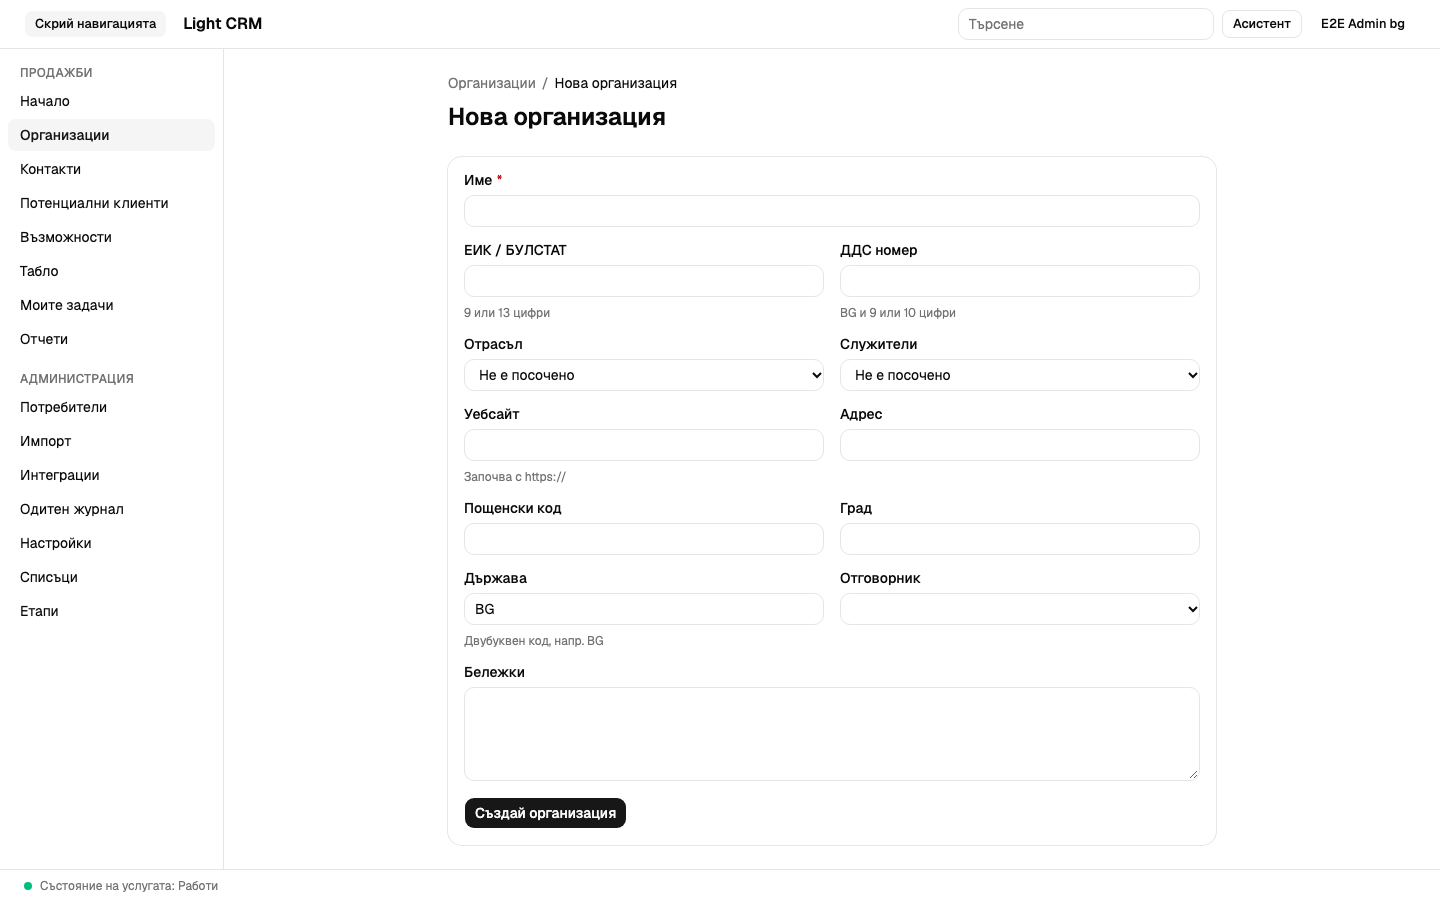 Скрий навигацията
Light CRM
Търсене
Асистент
E2E Admin bg
ПРОДАЖБИ
Начало
Организации
Контакти
Потенциални клиенти
Възможности
Табло
Моите задачи
Отчети
АДМИНИСТРАЦИЯ
Потребители
Импорт
Интеграции
Одитен журнал
Настройки
Списъци
Етапи
Организации / Нова организация
Нова организация
Име *
ЕИК / БУЛСТАТ
ДДС номер
9 или 13 цифри
BG и 9 или 10 цифри
Отрасъл
Служители
Не е посочено
Не е посочено
Уебсайт
Адрес
Започва с https://
Пощенски код
Град
Държава
Отговорник
BG
Двубуквен код, напр. BG
Бележки
Създай организация
Състояние на услугата: Работи